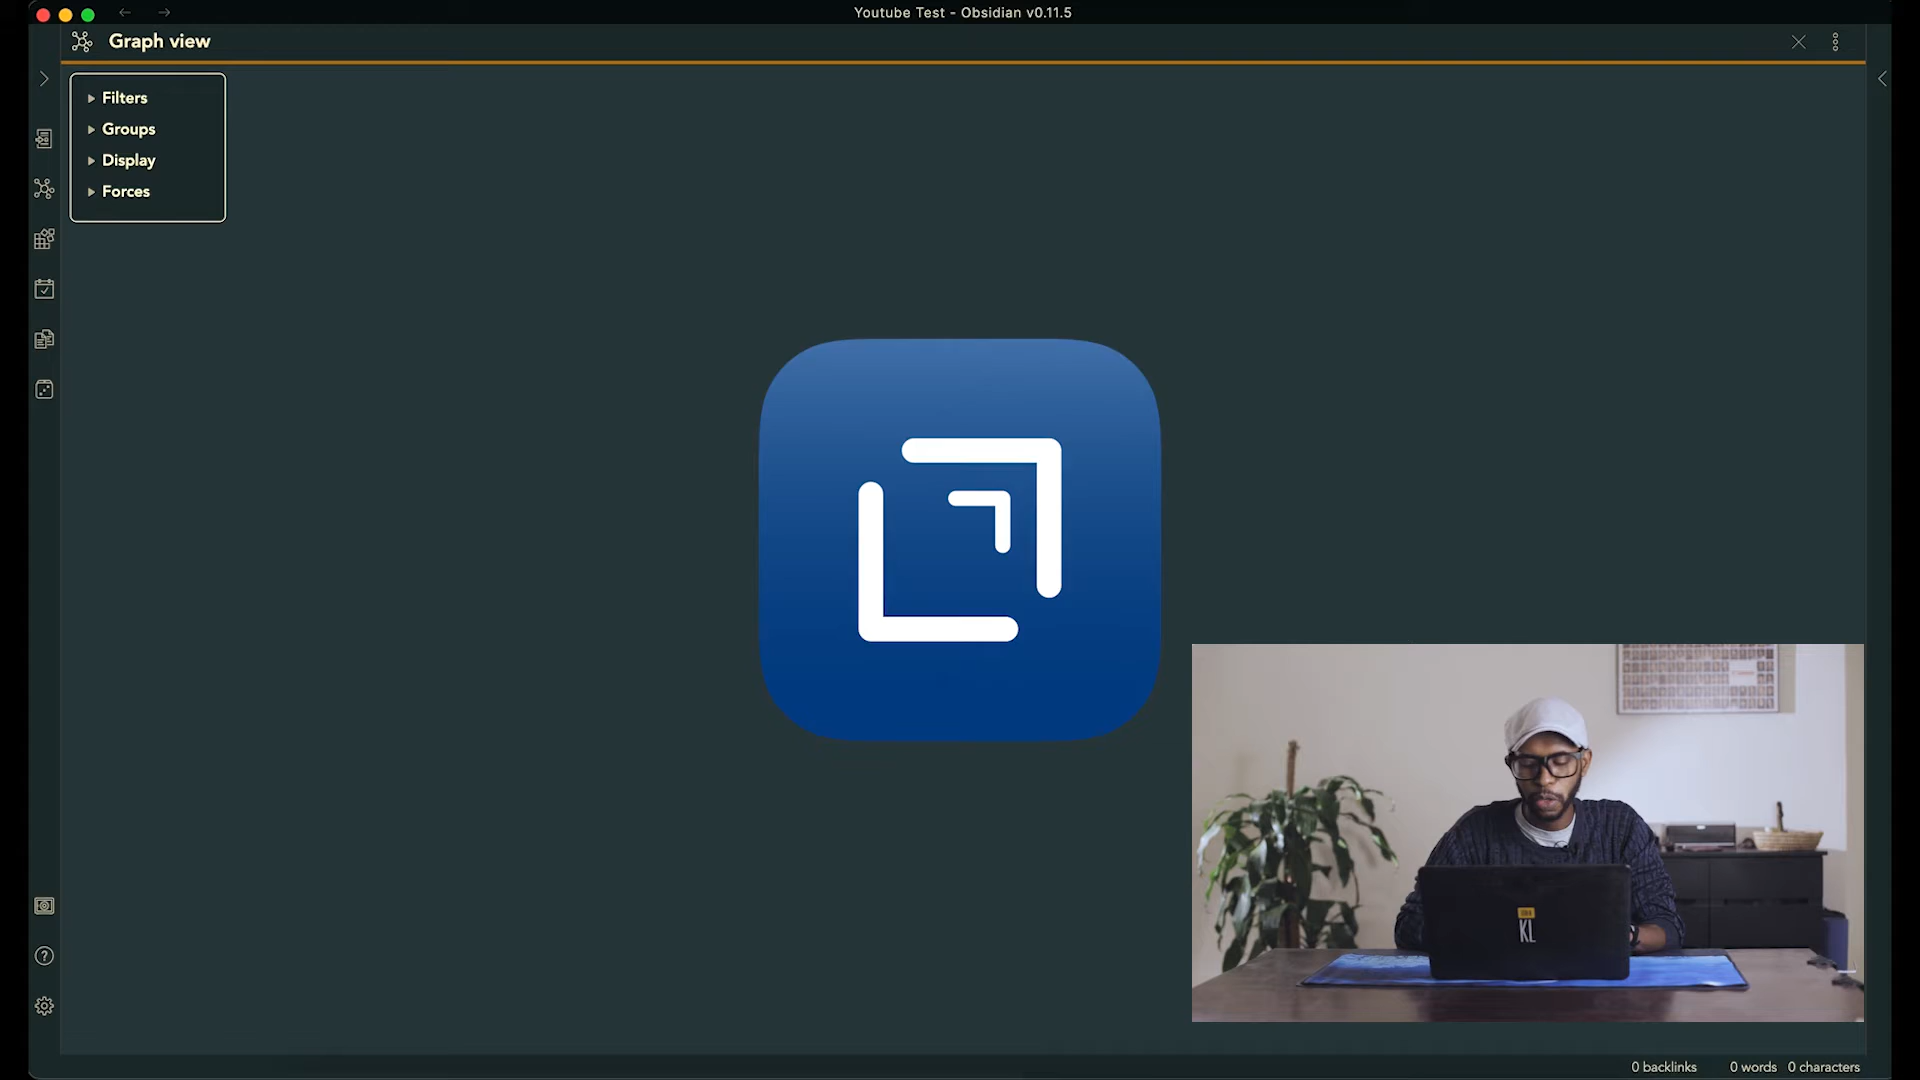 Youtube Test - Obsidian v0.11.5
Graph view
Filters
Groups
Display
Forces
KL
0 backlinks
0 words
0 characters